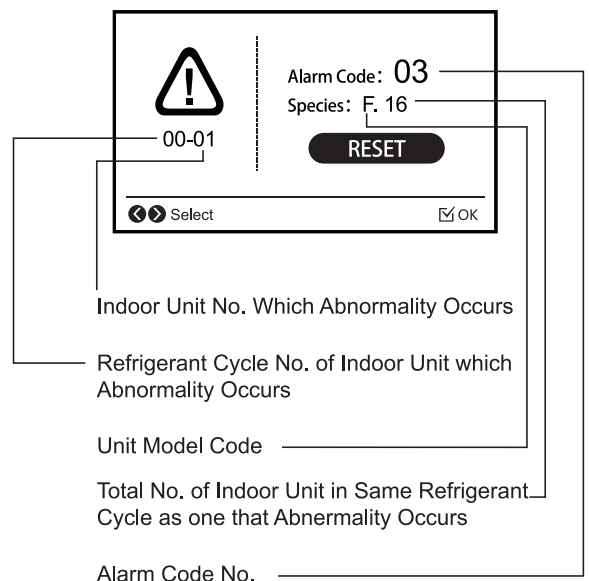 Alarm Code: 03
Species: F. 16
00-01
RESET
Select
OK
Indoor Unit No. Which Abnormality Occurs
Refrigerant Cycle No. of Indoor Unit which
Abnormality Occurs
Unit Model Code
Total No. of Indoor Unit in Same Refrigerant
Cycle as one that Abnermality Occurs
Alarm Code No.